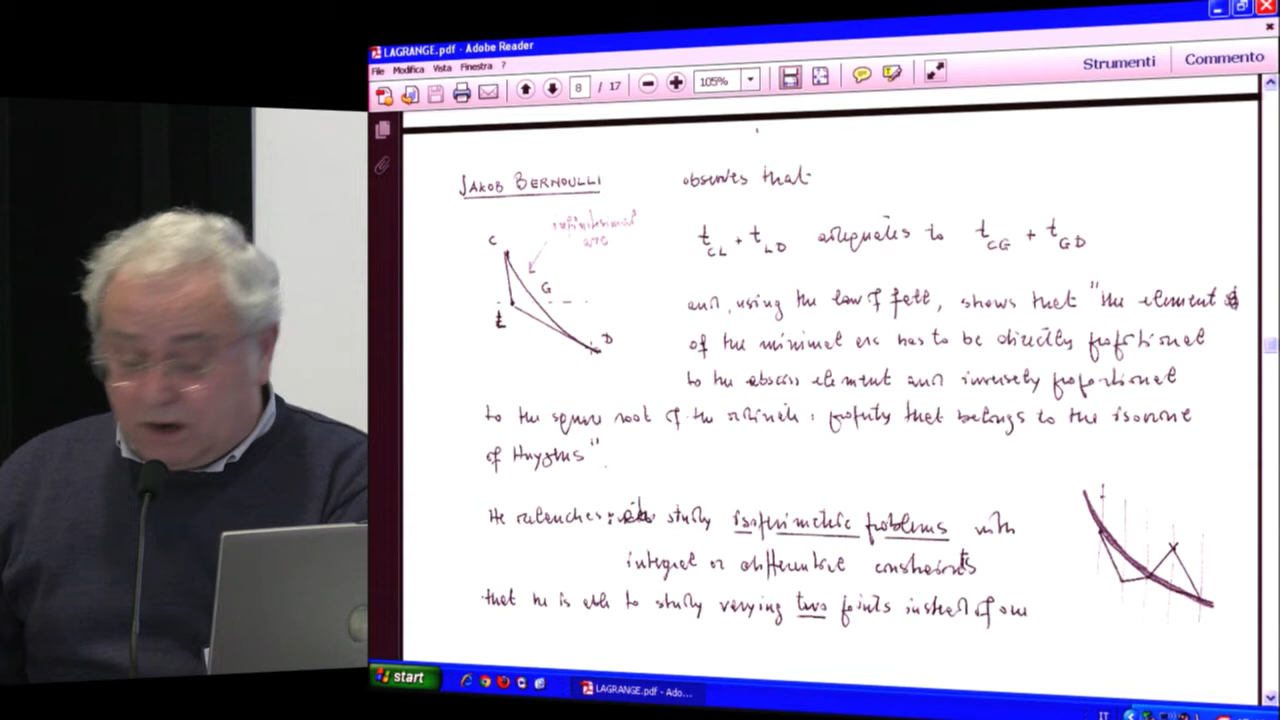 LAGRANGE.pdf - Adobe Reader
File Modifica Vista Finestra ?
8 / 17 105% Strumenti Commento
JAKOB BERNOULLI observes that
infinitesimal
arc
C
G
L
D
t_CL + t_LD adequates to t_CG + t_GD
and, using the law of fall, shows that "the element
of the minimal arc has to be directly proportional
to the absciss element and inversely proportional
to the square root of the ordinate: property that belongs to the isocrone
of Huygens".
He relaunches: study isoperimetric problems with
integral or differential constraints
that he is able to study varying two points instead of one
start
LAGRANGE.pdf - Ado...
IT